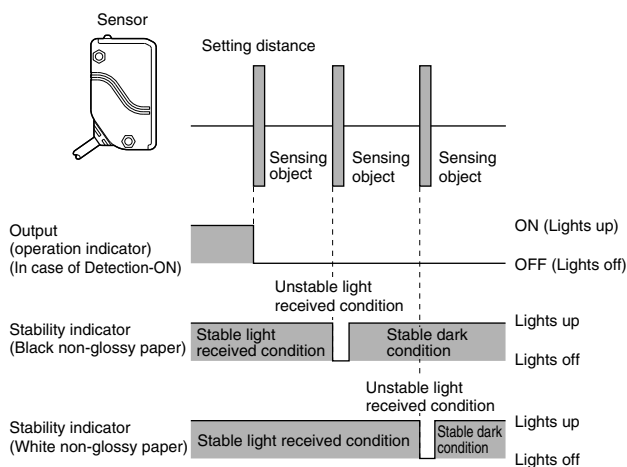 Sensor
Setting distance
Sensing
object
Sensing
object
Sensing
object
Output
(operation indicator)
(In case of Detection-ON)
ON (Lights up)
OFF (Lights off)
Unstable light
received condition
Stability indicator
(Black non-glossy paper)
Stable light
received condition
Stable dark
condition
Lights up
Lights off
Unstable light
received condition
Stability indicator
(White non-glossy paper)
Stable light received condition
Stable dark
condition
Lights up
Lights off